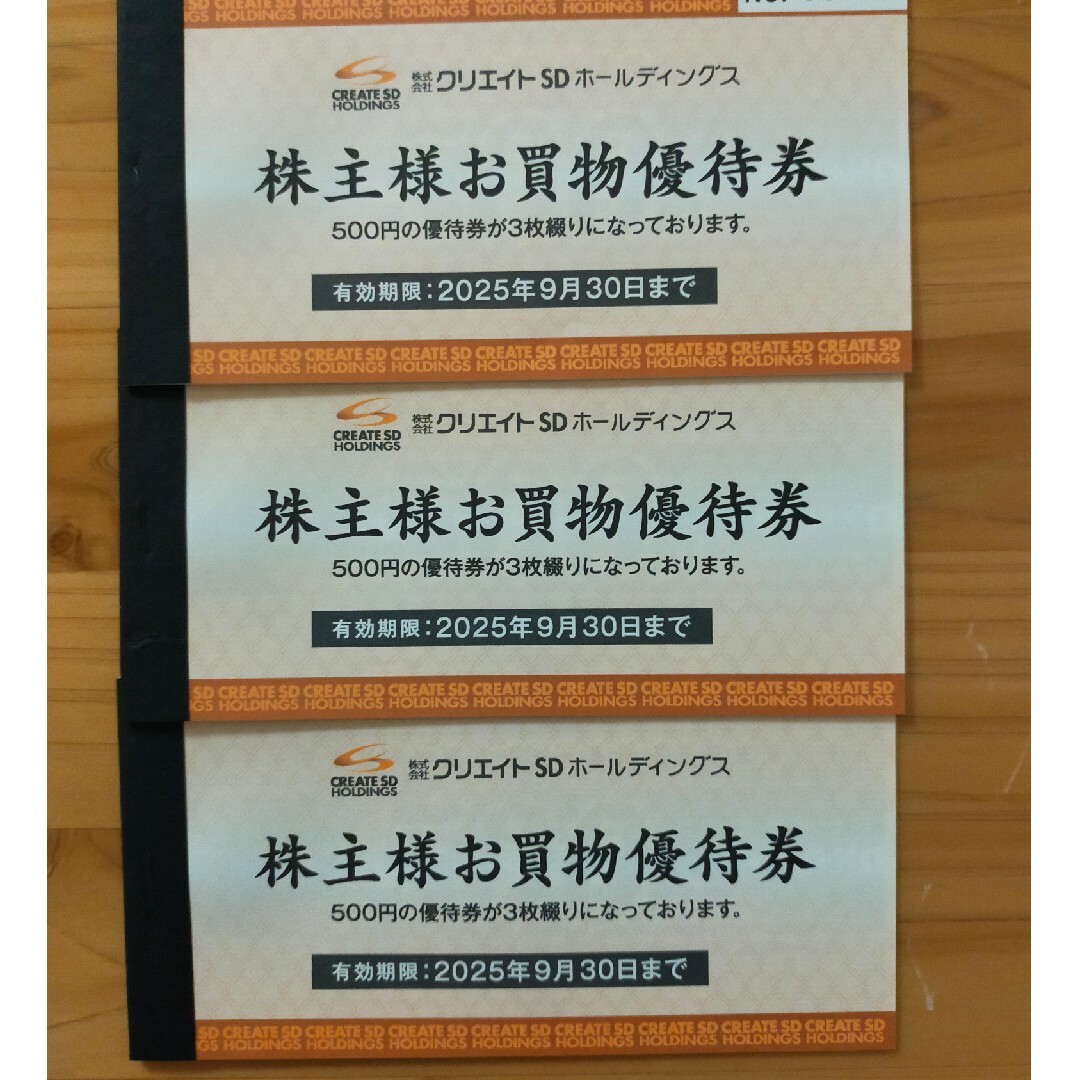 GS HOLDINGS HOLDINGS HOLDINGS HOLDINGS HOLDINGS HOLDINGS
CREATE SD
HOLDINGS
株式会社クリエイトSDホールディングス
株主様お買物優待券
500円の優待券が3枚綴りになっております。
有効期限：2025年9月30日まで
SD CREATE SD CREATE SD CREATE SD CREATE SD CREATE SD CREATE SD CREATE SD CREATE SD
GS HOLDINGS HOLDINGS HOLDINGS HOLDINGS HOLDINGS HOLDINGS HOLDINGS HOLDINGS
CREATE SD
HOLDINGS
株式会社クリエイトSDホールディングス
株主様お買物優待券
500円の優待券が3枚綴りになっております。
有効期限：2025年9月30日まで
SD CREATE SD CREATE SD CREATE SD CREATE SD CREATE SD CREATE SD CREATE SD CREATE SD
GS HOLDINGS HOLDINGS HOLDINGS HOLDINGS HOLDINGS HOLDINGS HOLDINGS HOLDINGS
CREATE SD
HOLDINGS
株式会社クリエイトSDホールディングス
株主様お買物優待券
500円の優待券が3枚綴りになっております。
有効期限：2025年9月30日まで
SD CREATE SD CREATE SD CREATE SD CREATE SD CREATE SD CREATE SD CREATE SD CREATE SD
GS HOLDINGS HOLDINGS HOLDINGS HOLDINGS HOLDINGS HOLDINGS HOLDINGS HOLDINGS